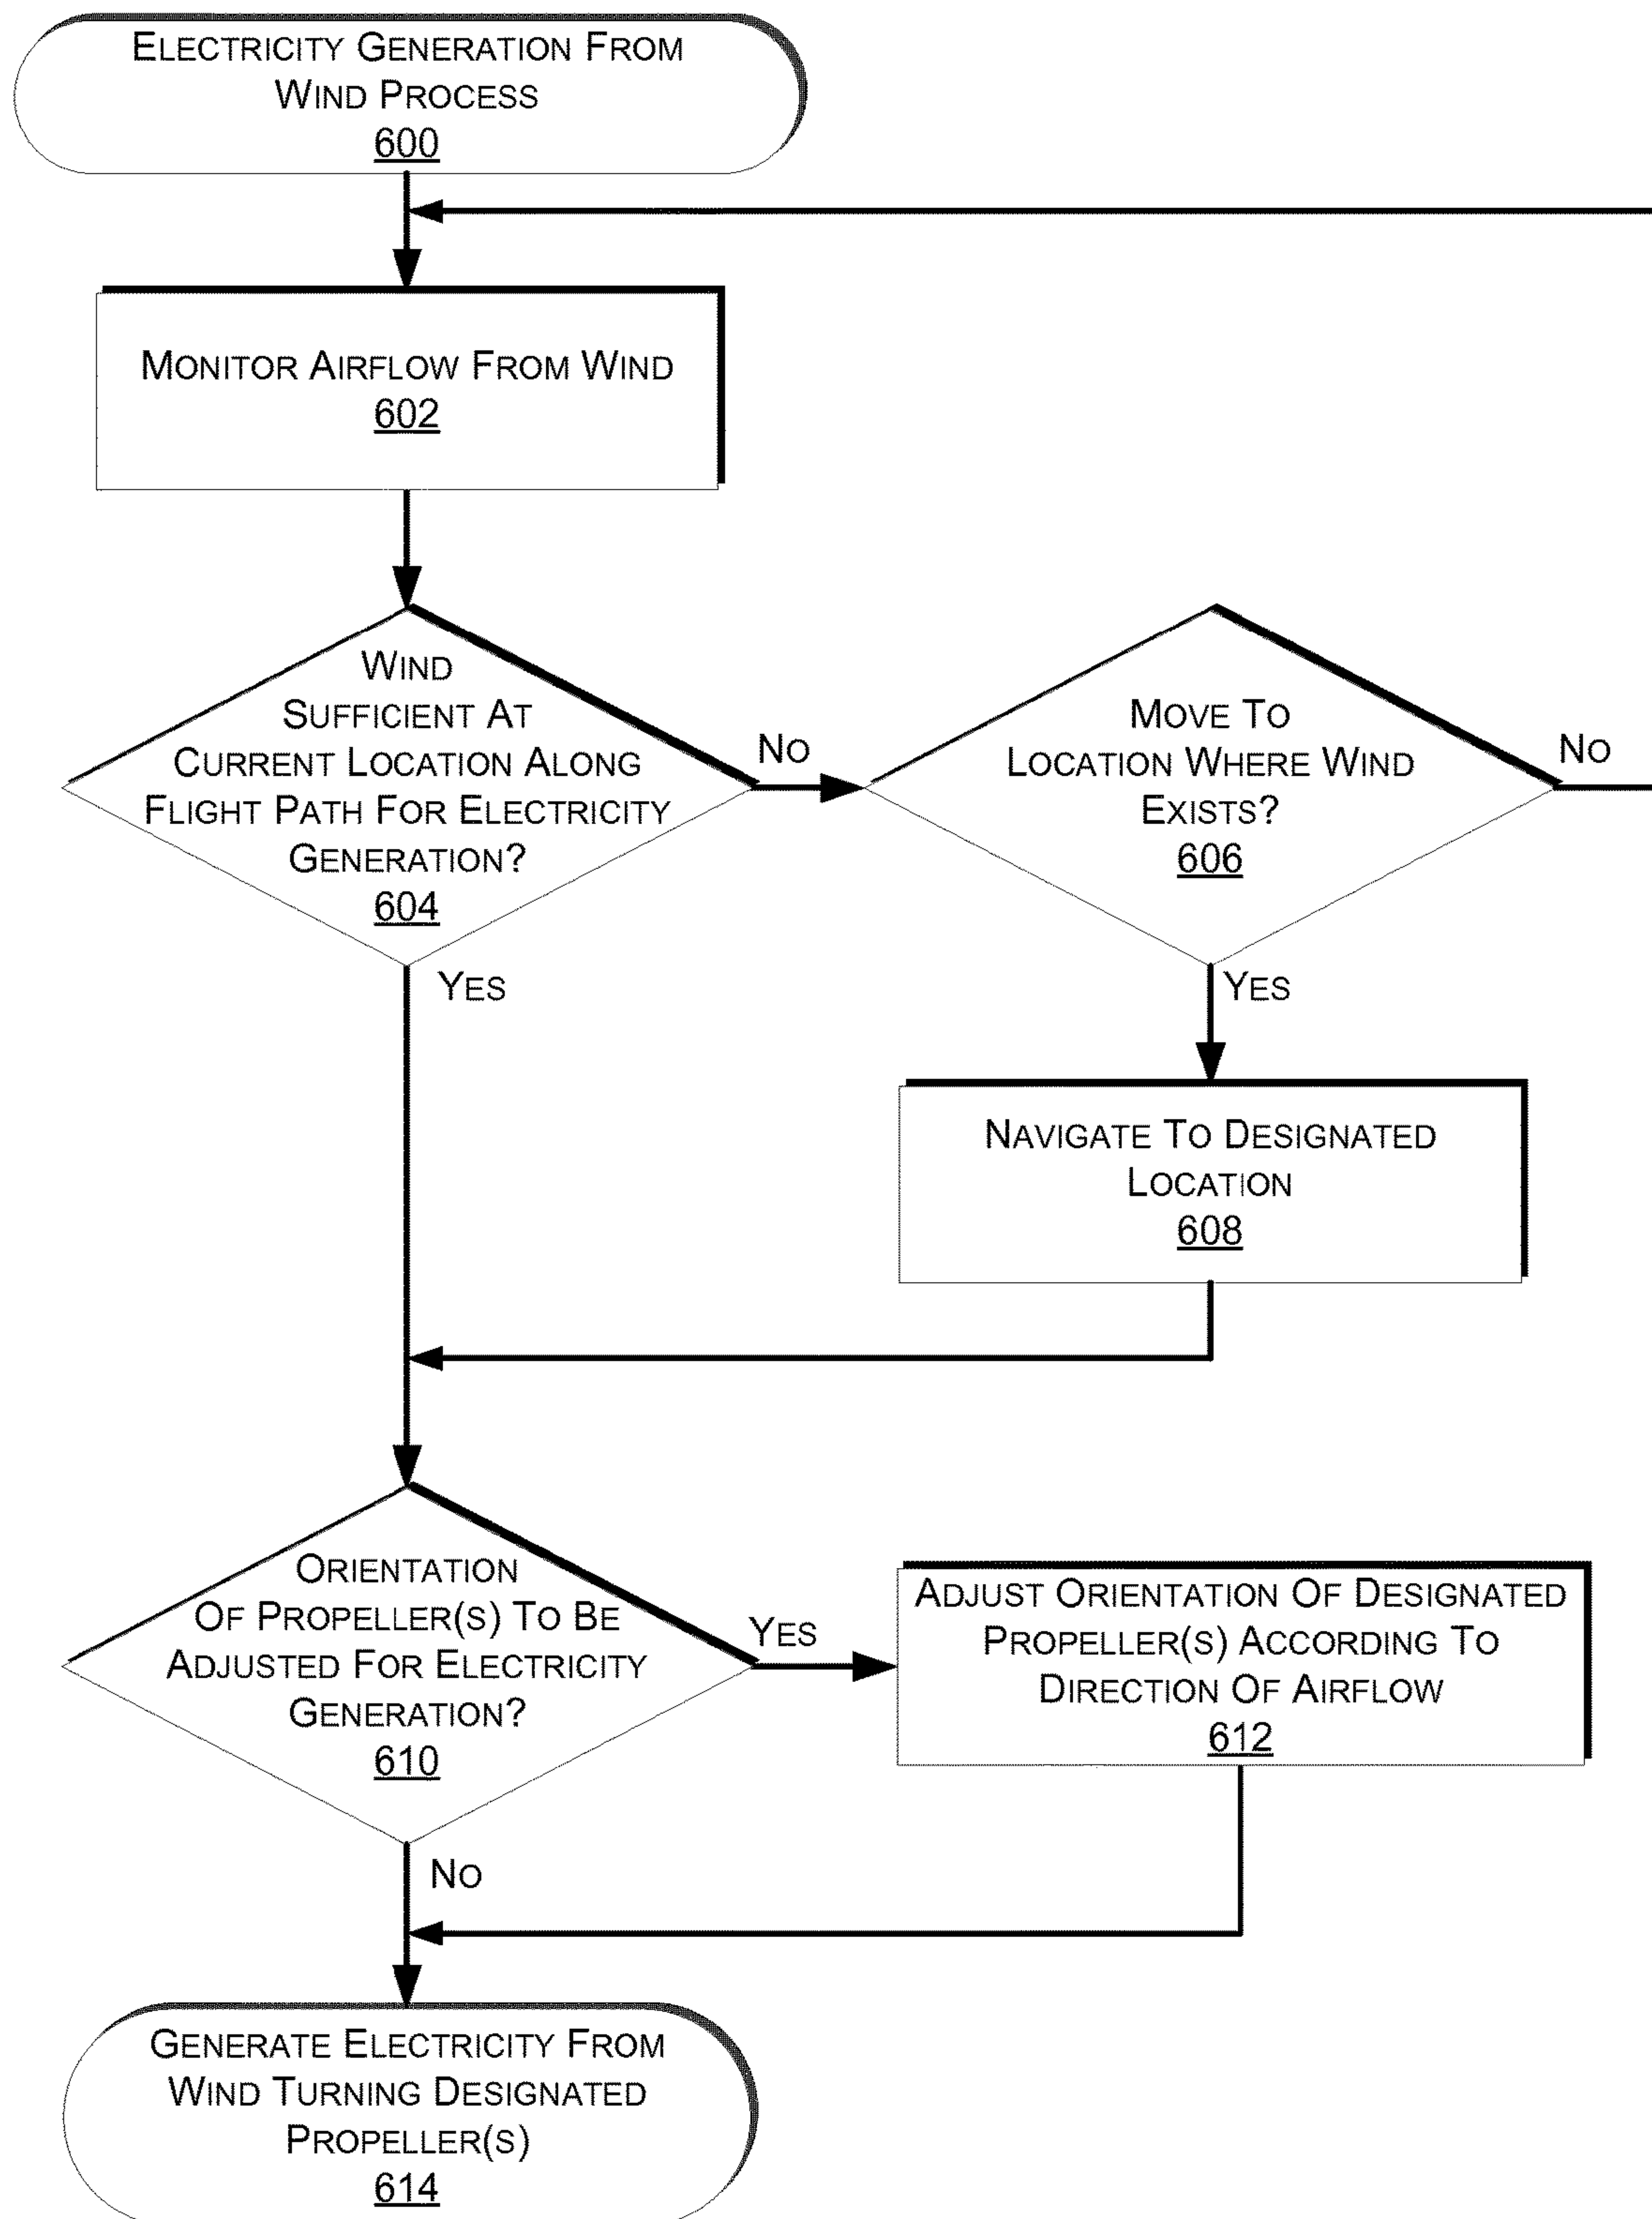 ELECTRICITY GENERATION FROM
WIND PROCESS
600
MONITOR AIRFLOW FROM WIND
602
WIND
SUFFICIENT AT
CURRENT LOCATION ALONG
FLIGHT PATH FOR ELECTRICITY
GENERATION?
604
NO
MOVE TO
LOCATION WHERE WIND
EXISTS?
606
NO
YES
YES
NAVIGATE TO DESIGNATED
LOCATION
608
ORIENTATION
OF PROPELLER(S) TO BE
ADJUSTED FOR ELECTRICITY
GENERATION?
610
YES
ADJUST ORIENTATION OF DESIGNATED
PROPELLER(S) ACCORDING TO
DIRECTION OF AIRFLOW
612
NO
GENERATE ELECTRICITY FROM
WIND TURNING DESIGNATED
PROPELLER(S)
614